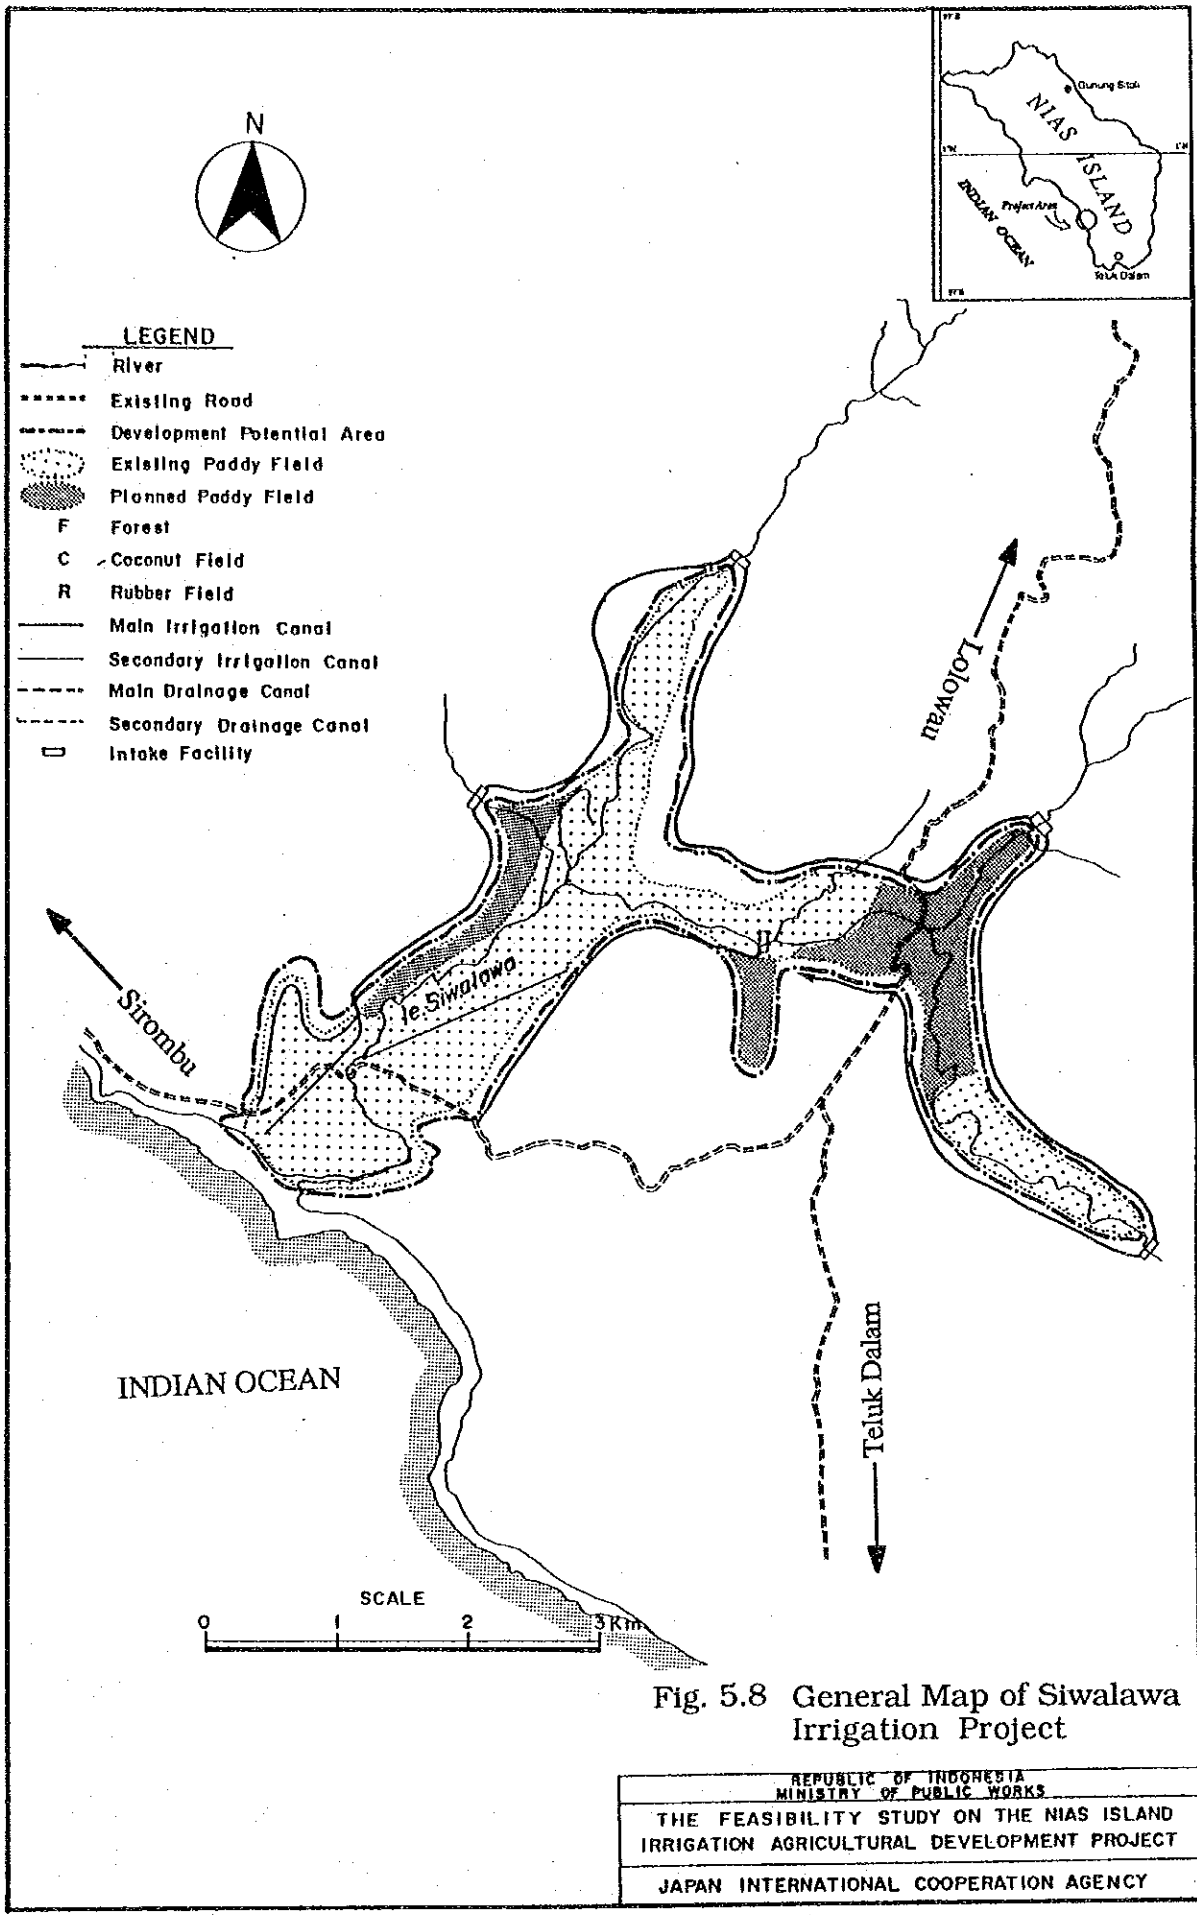 Gunung Sitoli
NIAS ISLAND
Project Area
INDIAN OCEAN
Teluk Dalam
N
LEGEND
River
Existing Road
Development Potential Area
Existing Paddy Field
Planned Paddy Field
F Forest
C Coconut Field
R Rubber Field
Main Irrigation Canal
Secondary Irrigation Canal
Main Drainage Canal
Secondary Drainage Canal
Intake Facility
Lolowau
Sirombu
Ie.Siwalawa
Teluk Dalam
INDIAN OCEAN
SCALE
0 1 2 3 Km
Fig. 5.8 General Map of Siwalawa
Irrigation Project
REPUBLIC OF INDONESIA
MINISTRY OF PUBLIC WORKS
THE FEASIBILITY STUDY ON THE NIAS ISLAND
IRRIGATION AGRICULTURAL DEVELOPMENT PROJECT
JAPAN INTERNATIONAL COOPERATION AGENCY